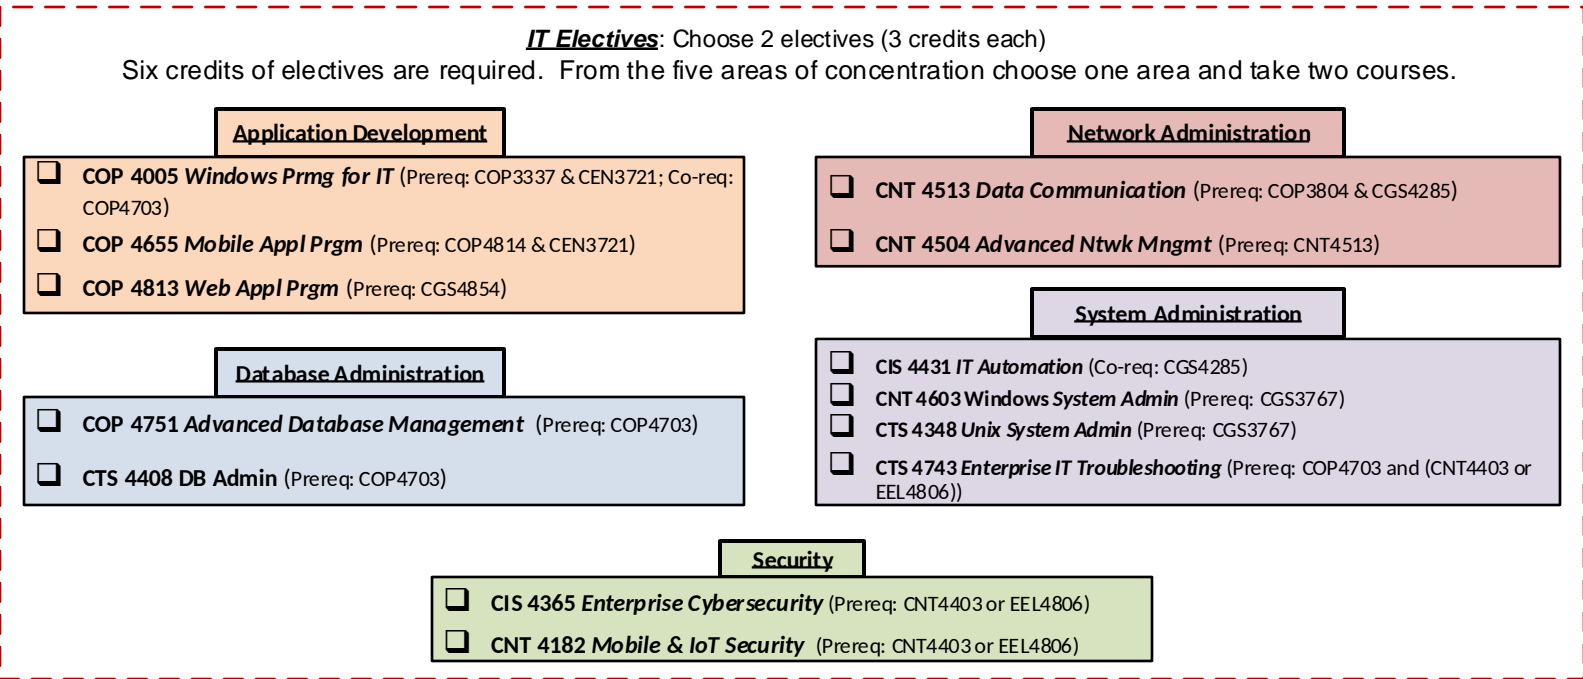 IT Electives: Choose 2 electives (3 credits each)
Six credits of electives are required. From the five areas of concentration choose one area and take two courses.
Application Development
❑ COP 4005 Windows Prmg for IT (Prereq: COP3337 & CEN3721; Co-req:
COP4703)
❑ COP 4655 Mobile Appl Prgm (Prereq: COP4814 & CEN3721)
❑ COP 4813 Web Appl Prgm (Prereq: CGS4854)
Network Administration
❑ CNT 4513 Data Communication (Prereq: COP3804 & CGS4285)
❑ CNT 4504 Advanced Ntwk Mngmt (Prereq: CNT4513)
Database Administration
❑ COP 4751 Advanced Database Management (Prereq: COP4703)
❑ CTS 4408 DB Admin (Prereq: COP4703)
System Administration
❑ CIS 4431 IT Automation (Co-req: CGS4285)
❑ CNT 4603 Windows System Admin (Prereq: CGS3767)
❑ CTS 4348 Unix System Admin (Prereq: CGS3767)
❑ CTS 4743 Enterprise IT Troubleshooting (Prereq: COP4703 and (CNT4403 or
EEL4806))
Security
❑ CIS 4365 Enterprise Cybersecurity (Prereq: CNT4403 or EEL4806)
❑ CNT 4182 Mobile & IoT Security (Prereq: CNT4403 or EEL4806)